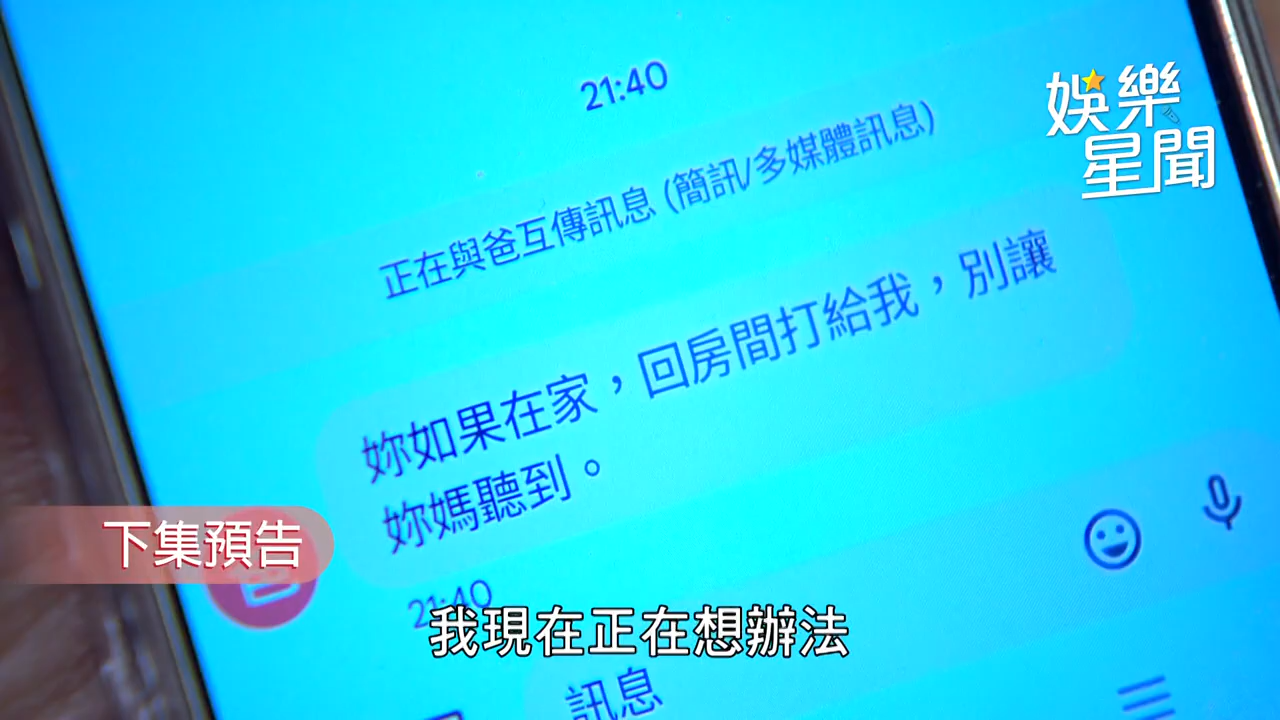 21:40
娛樂
星聞
正在與爸互傳訊息 (簡訊/多媒體訊息)
妳如果在家，回房間打給我，別讓
妳媽聽到。
下集預告
21:40
我現在正在想辦法
訊息